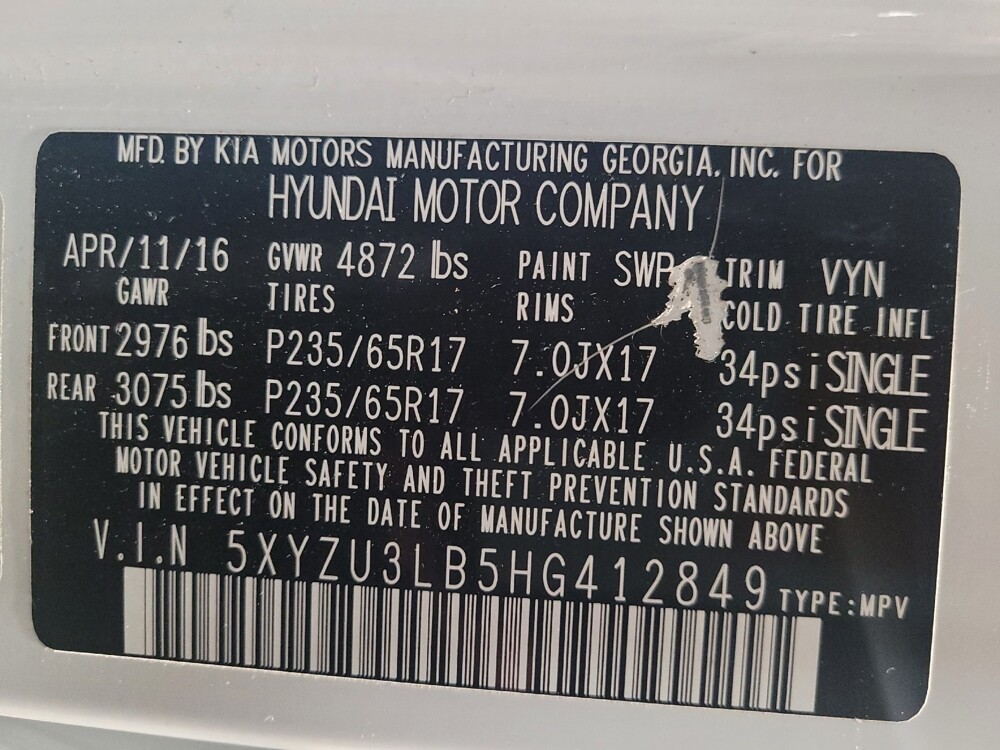 MFD. BY KIA MOTORS MANUFACTURING GEORGIA, INC. FOR
HYUNDAI MOTOR COMPANY
APR/11/16 GVWR 4872 lbs PAINT SWP TRIM VYN
GAWR TIRES RIMS COLD TIRE INFL
FRONT 2976 lbs P235/65R17 7.0JX17 34psi SINGLE
REAR 3075 lbs P235/65R17 7.0JX17 34psi SINGLE
THIS VEHICLE CONFORMS TO ALL APPLICABLE U.S.A. FEDERAL
MOTOR VEHICLE SAFETY AND THEFT PREVENTION STANDARDS
IN EFFECT ON THE DATE OF MANUFACTURE SHOWN ABOVE
V.I.N 5XYZU3LB5HG412849 TYPE:MPV